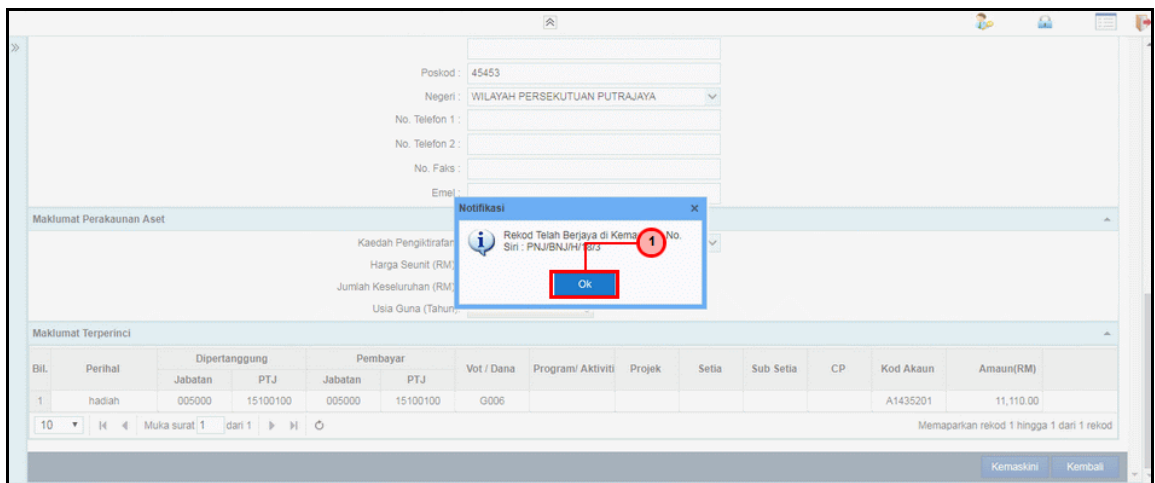 Poskod : 45453
Negeri : WILAYAH PERSEKUTUAN PUTRAJAYA
No. Telefon 1 :
No. Telefon 2 :
No. Faks :
Emel :
Maklumat Perakaunan Aset
Kaedah Pengiktirafan
Harga Seunit (RM)
Jumlah Keseluruhan (RM)
Usia Guna (Tahun)
Notifikasi x
Rekod Telah Berjaya di No.
Siri : PNJ/BNJ/H/18/3
1
Ok
Maklumat Terperinci
Bil. Perihal Dipertanggung Pembayar Vot / Dana Program/ Aktiviti Projek Setia Sub Setia CP Kod Akaun Amaun(RM)
Jabatan PTJ Jabatan PTJ
1 hadiah 005000 15100100 005000 15100100 G006 A1435201 11,110.00
10 Muka surat 1 dari 1 Memaparkan rekod 1 hingga 1 dari 1 rekod
Kemaskini Kembali